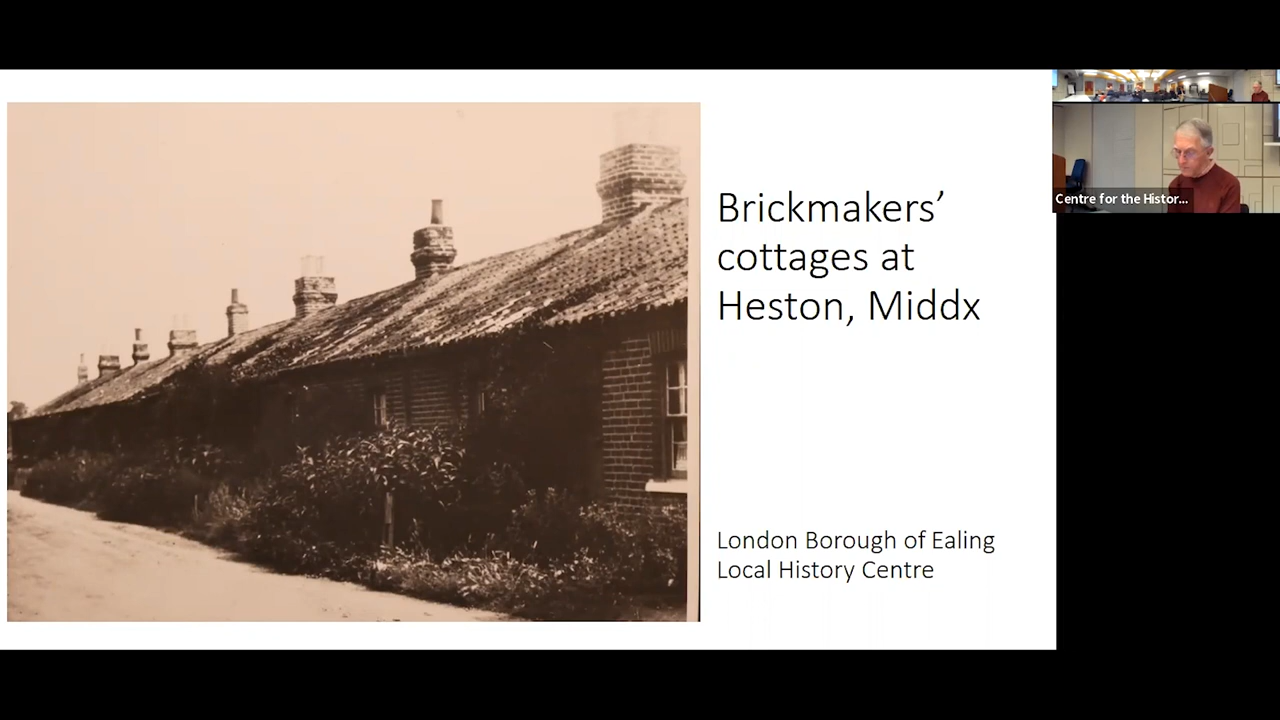 Brickmakers’
cottages at
Heston, Middx
London Borough of Ealing
Local History Centre
Centre for the Histor...